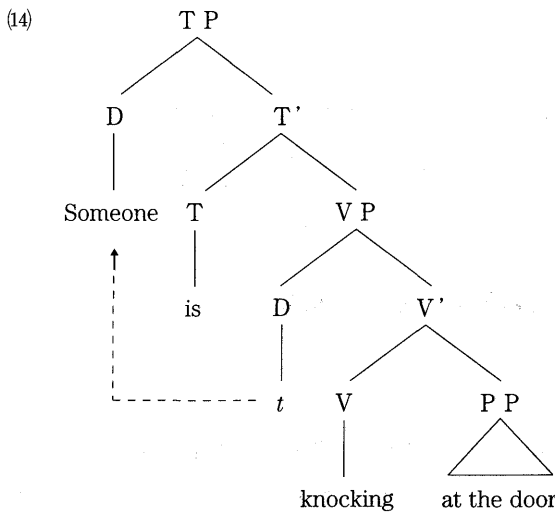 (14) T P
D T'
Someone T V P
is D V'
t V P P
knocking at the door